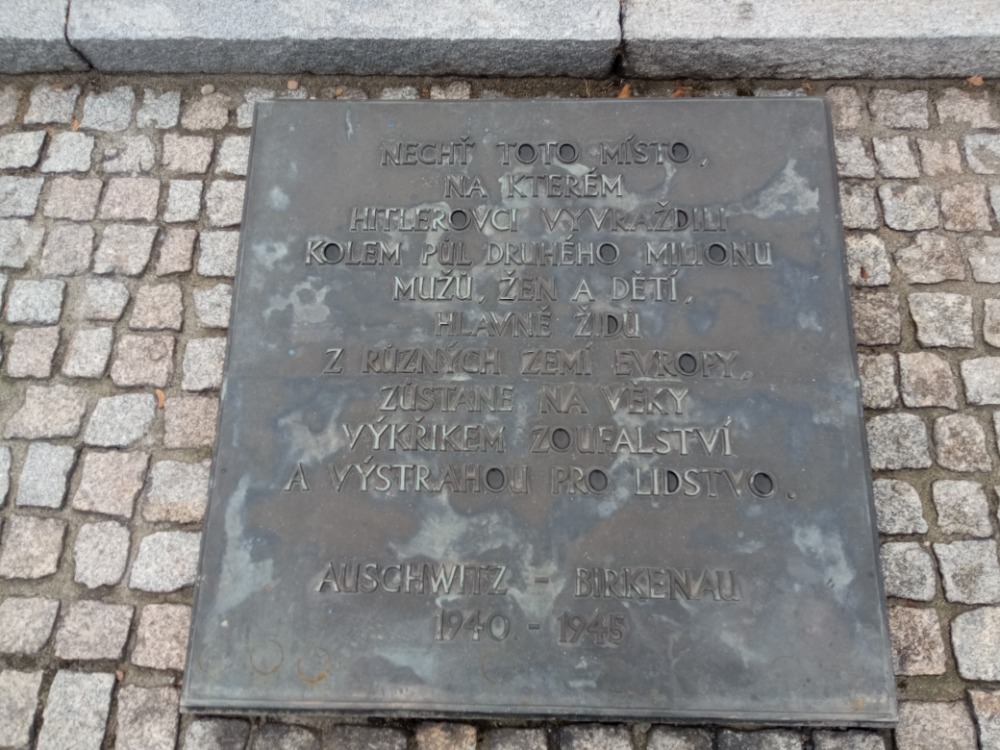 NECHŤ TOTO MÍSTO,
NA KTERÉM
HITLEROVCI VYVRAŽDILI
KOLEM PŮL DRUHÉHO MILIONU
MUŽŮ, ŽEN A DĚTÍ,
HLAVNĚ ŽIDŮ
Z RŮZNÝCH ZEMÍ EVROPY,
ZŮSTANE NA VĚKY
VÝKŘIKEM ZOUFALSTVÍ
A VÝSTRAHOU PRO LIDSTVO.
AUSCHWITZ - BIRKENAU
1940 - 1945